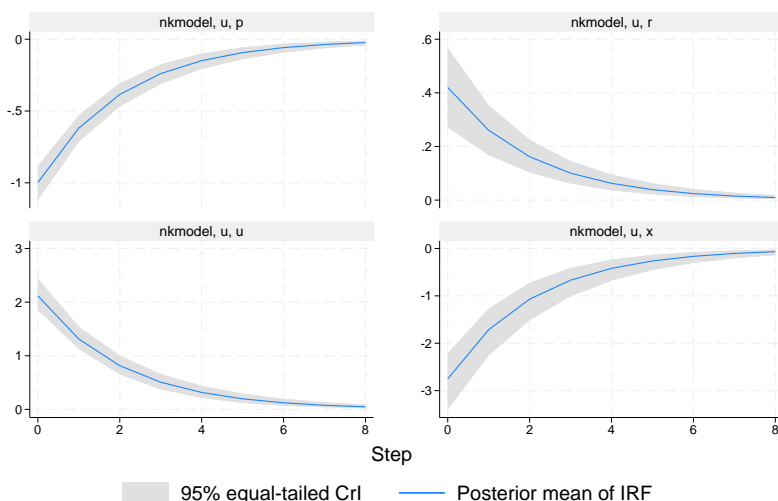 nkmodel, u, p
0
-.5
-1
nkmodel, u, r
.6
.4
.2
0
nkmodel, u, u
3
2
1
0
0 2 4 6 8
nkmodel, u, x
0
-1
-2
-3
0 2 4 6 8
Step
95% equal-tailed CrI Posterior mean of IRF